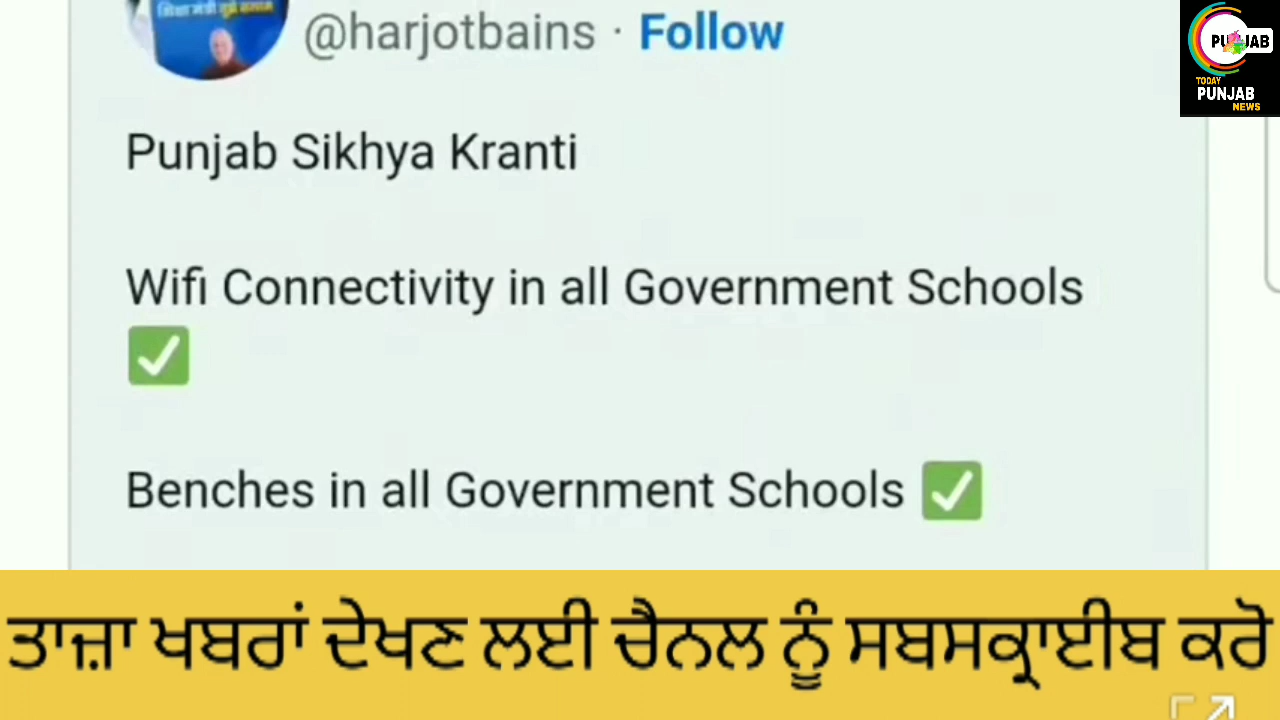 @harjotbains · Follow
PUNJAB
TODAY
PUNJAB
NEWS
Punjab Sikhya Kranti
Wifi Connectivity in all Government Schools
✅
Benches in all Government Schools ✅
ਤਾਜ਼ਾ ਖਬਰਾਂ ਦੇਖਣ ਲਈ ਚੈਨਲ ਨੂੰ ਸਬਸਕ੍ਰਾਈਬ ਕਰੋ